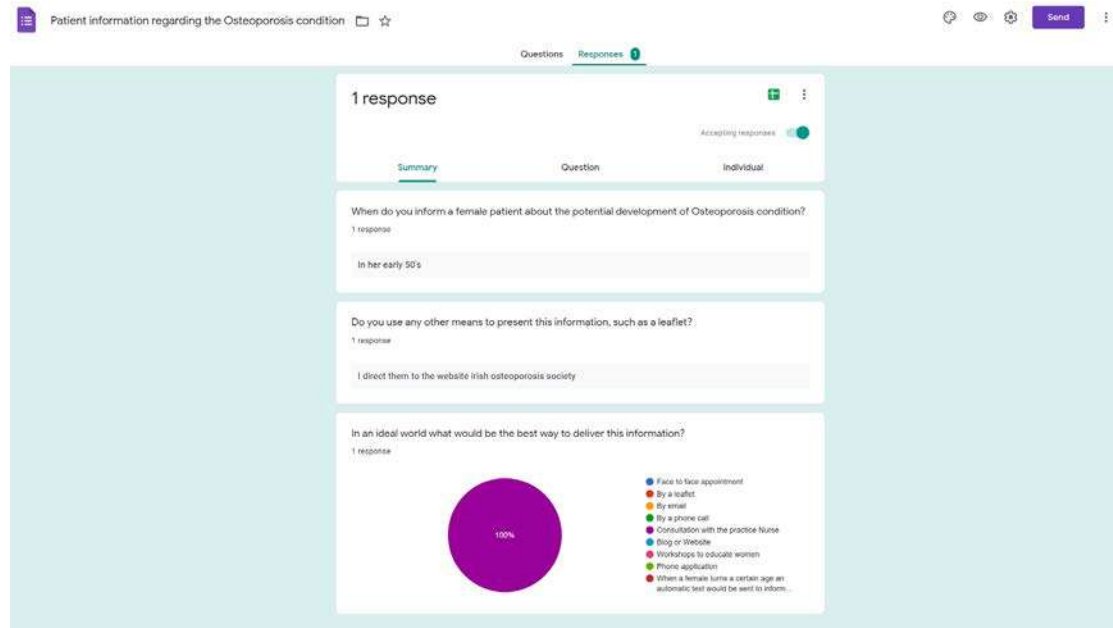 Patient information regarding the Osteoporosis condition
Send
Questions Responses 1
1 response
Accepting responses
Summary Question Individual
When do you inform a female patient about the potential development of Osteoporosis condition?
1 response
In her early 50's
Do you use any other means to present this information, such as a leaflet?
1 response
I direct them to the website irish osteoporosis society
In an ideal world what would be the best way to deliver this information?
1 response
100%
Face to face appointment
By a leaflet
By email
By a phone call
Consultation with the practice Nurse
Blog or Website
Workshops to educate women
Phone application
When a female turns a certain age an
automatic text would be sent to inform...